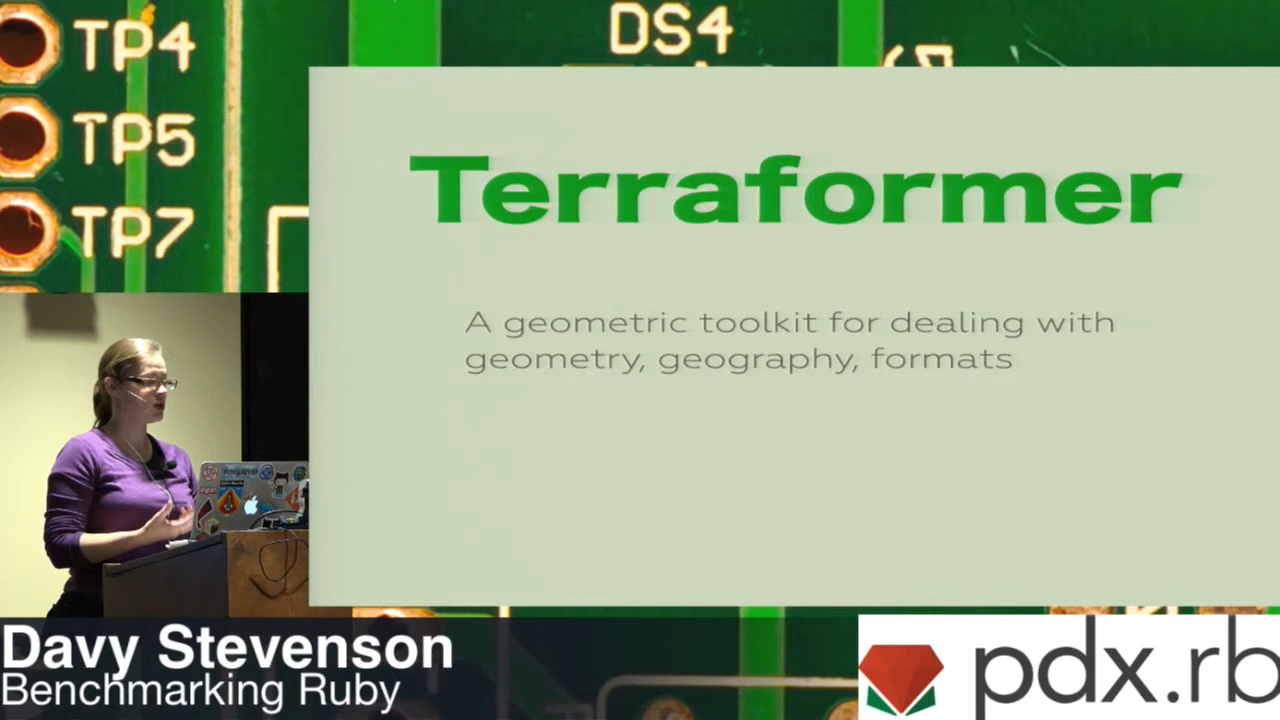 TP4
DS4
TP5
TP7
Terraformer
A geometric toolkit for dealing with
geometry, geography, formats
Davy Stevenson
Benchmarking Ruby
pdx.rb